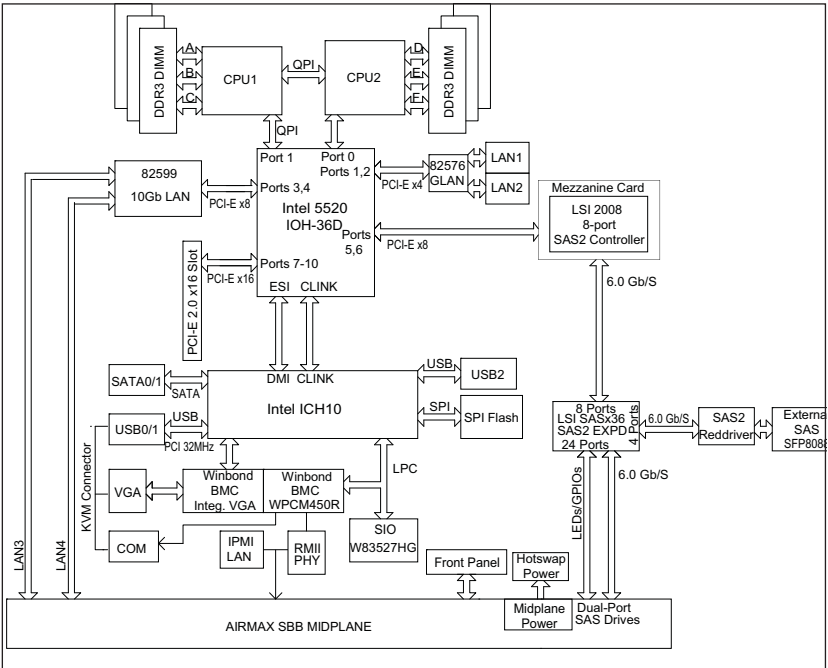 DDR3 DIMM
A
B
C
CPU1
QPI
CPU2
D
E
F
DDR3 DIMM
QPI
Port 1
Port 0
Ports 1,2
Ports 3,4
Intel 5520
IOH-36D
Ports
5,6
Ports 7-10
ESI
CLINK
82599
10Gb LAN
PCI-E x8
PCI-E x4
82576
GLAN
LAN1
LAN2
PCI-E x8
Mezzanine Card
LSI 2008
8-port
SAS2 Controller
6.0 Gb/S
PCI-E 2.0 x16 Slot
PCI-E x16
DMI
CLINK
Intel ICH10
SATA0/1
SATA
USB
USB2
SPI
SPI Flash
USB0/1
USB
PCI 32MHz
KVM Connector
VGA
COM
Winbond
BMC
Integ. VGA
Winbond
BMC
WPCM450R
LPC
SIO
W83527HG
IPMI
LAN
RMII
PHY
8 Ports
LSI SASx36
SAS2 EXPD
24 Ports
4 Ports
6.0 Gb/S
SAS2
Reddriver
External
SAS
SFP8088
LEDs/GPIOs
6.0 Gb/S
LAN3
LAN4
Front Panel
Hotswap
Power
Midplane
Power
Dual-Port
SAS Drives
AIRMAX SBB MIDPLANE